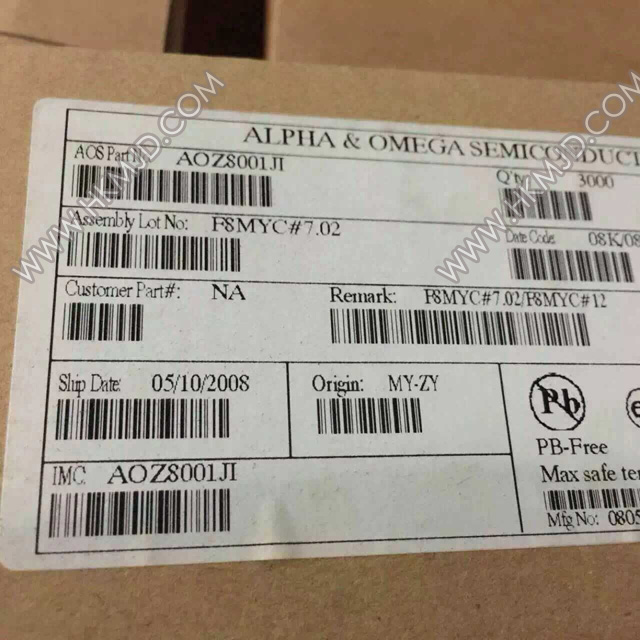 ALPHA & OMEGA SEMICONDUCT
AOS Part N AOZ8001JI
Q'ty 3000
Assembly Lot No: F8MYC#7.02
Date Code 08K/08
Customer Part#: NA
Remark: F8MYC#7.02/F8MYC#12
Ship Date: 05/10/2008
Origin: MY-ZY
Pb
PB-Free
IMC AOZ8001JI
Max safe te
Mfg No: 0805
WWW.HKMJD.COM
WWW.HKMJD.COM